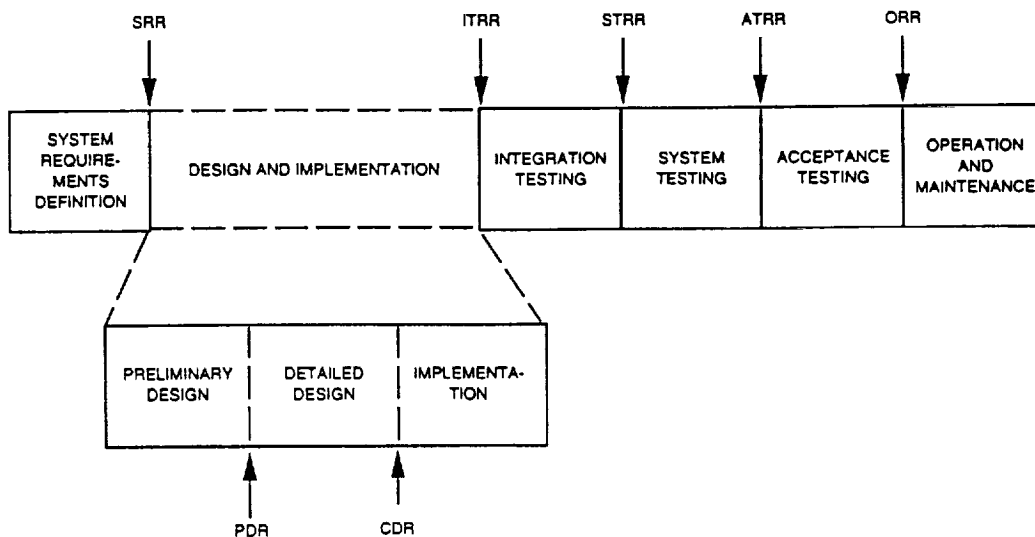 SRR
ITRR
STRR
ATRR
ORR
SYSTEM
REQUIRE-
MENTS
DEFINITION
DESIGN AND IMPLEMENTATION
INTEGRATION
TESTING
SYSTEM
TESTING
ACCEPTANCE
TESTING
OPERATION
AND
MAINTENANCE
PRELIMINARY
DESIGN
DETAILED
DESIGN
IMPLEMENTA-
TION
PDR
CDR